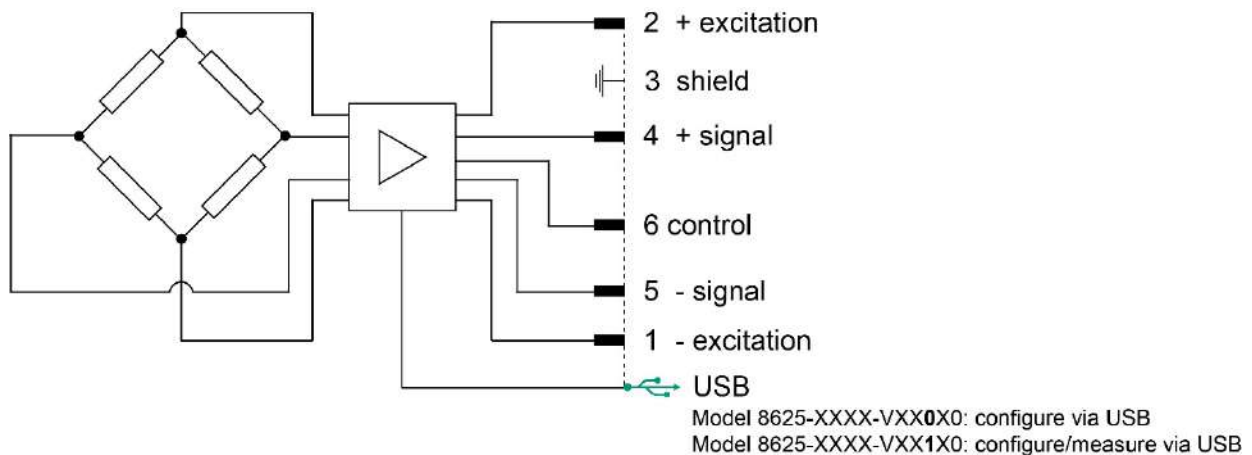 2 + excitation
3 shield
4 + signal
6 control
5 - signal
1 - excitation
USB
Model 8625-XXXX-VXX0X0: configure via USB
Model 8625-XXXX-VXX1X0: configure/measure via USB